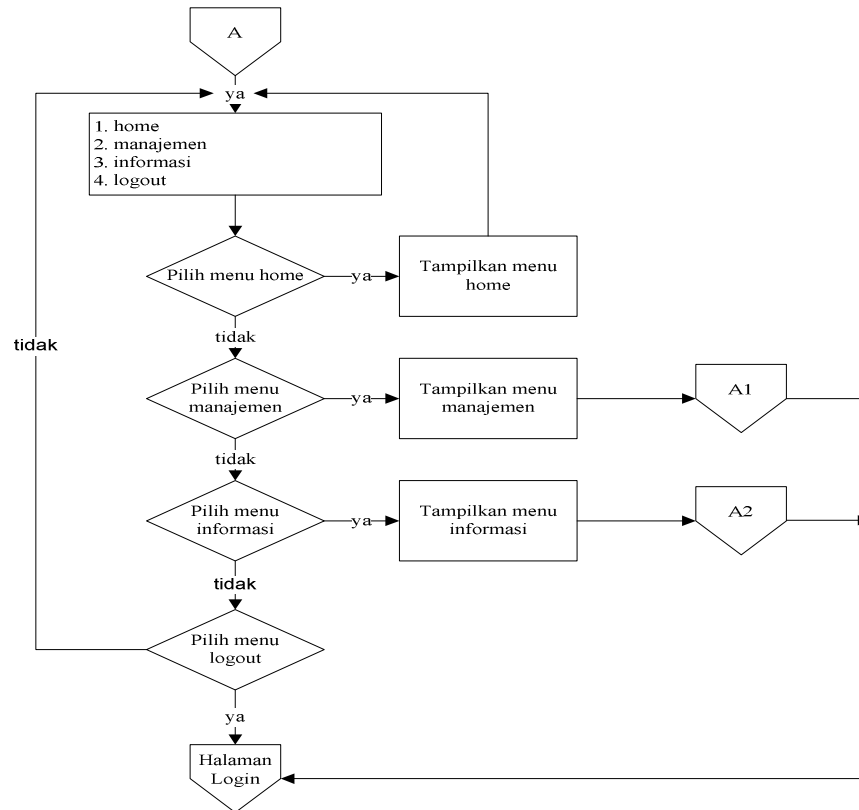 A
ya
1. home
2. manajemen
3. informasi
4. logout
Pilih menu home
ya
Tampilkan menu
home
tidak
tidak
Pilih menu
manajemen
ya
Tampilkan menu
manajemen
A1
tidak
Pilih menu
informasi
ya
Tampilkan menu
informasi
A2
tidak
Pilih menu
logout
ya
Halaman
Login